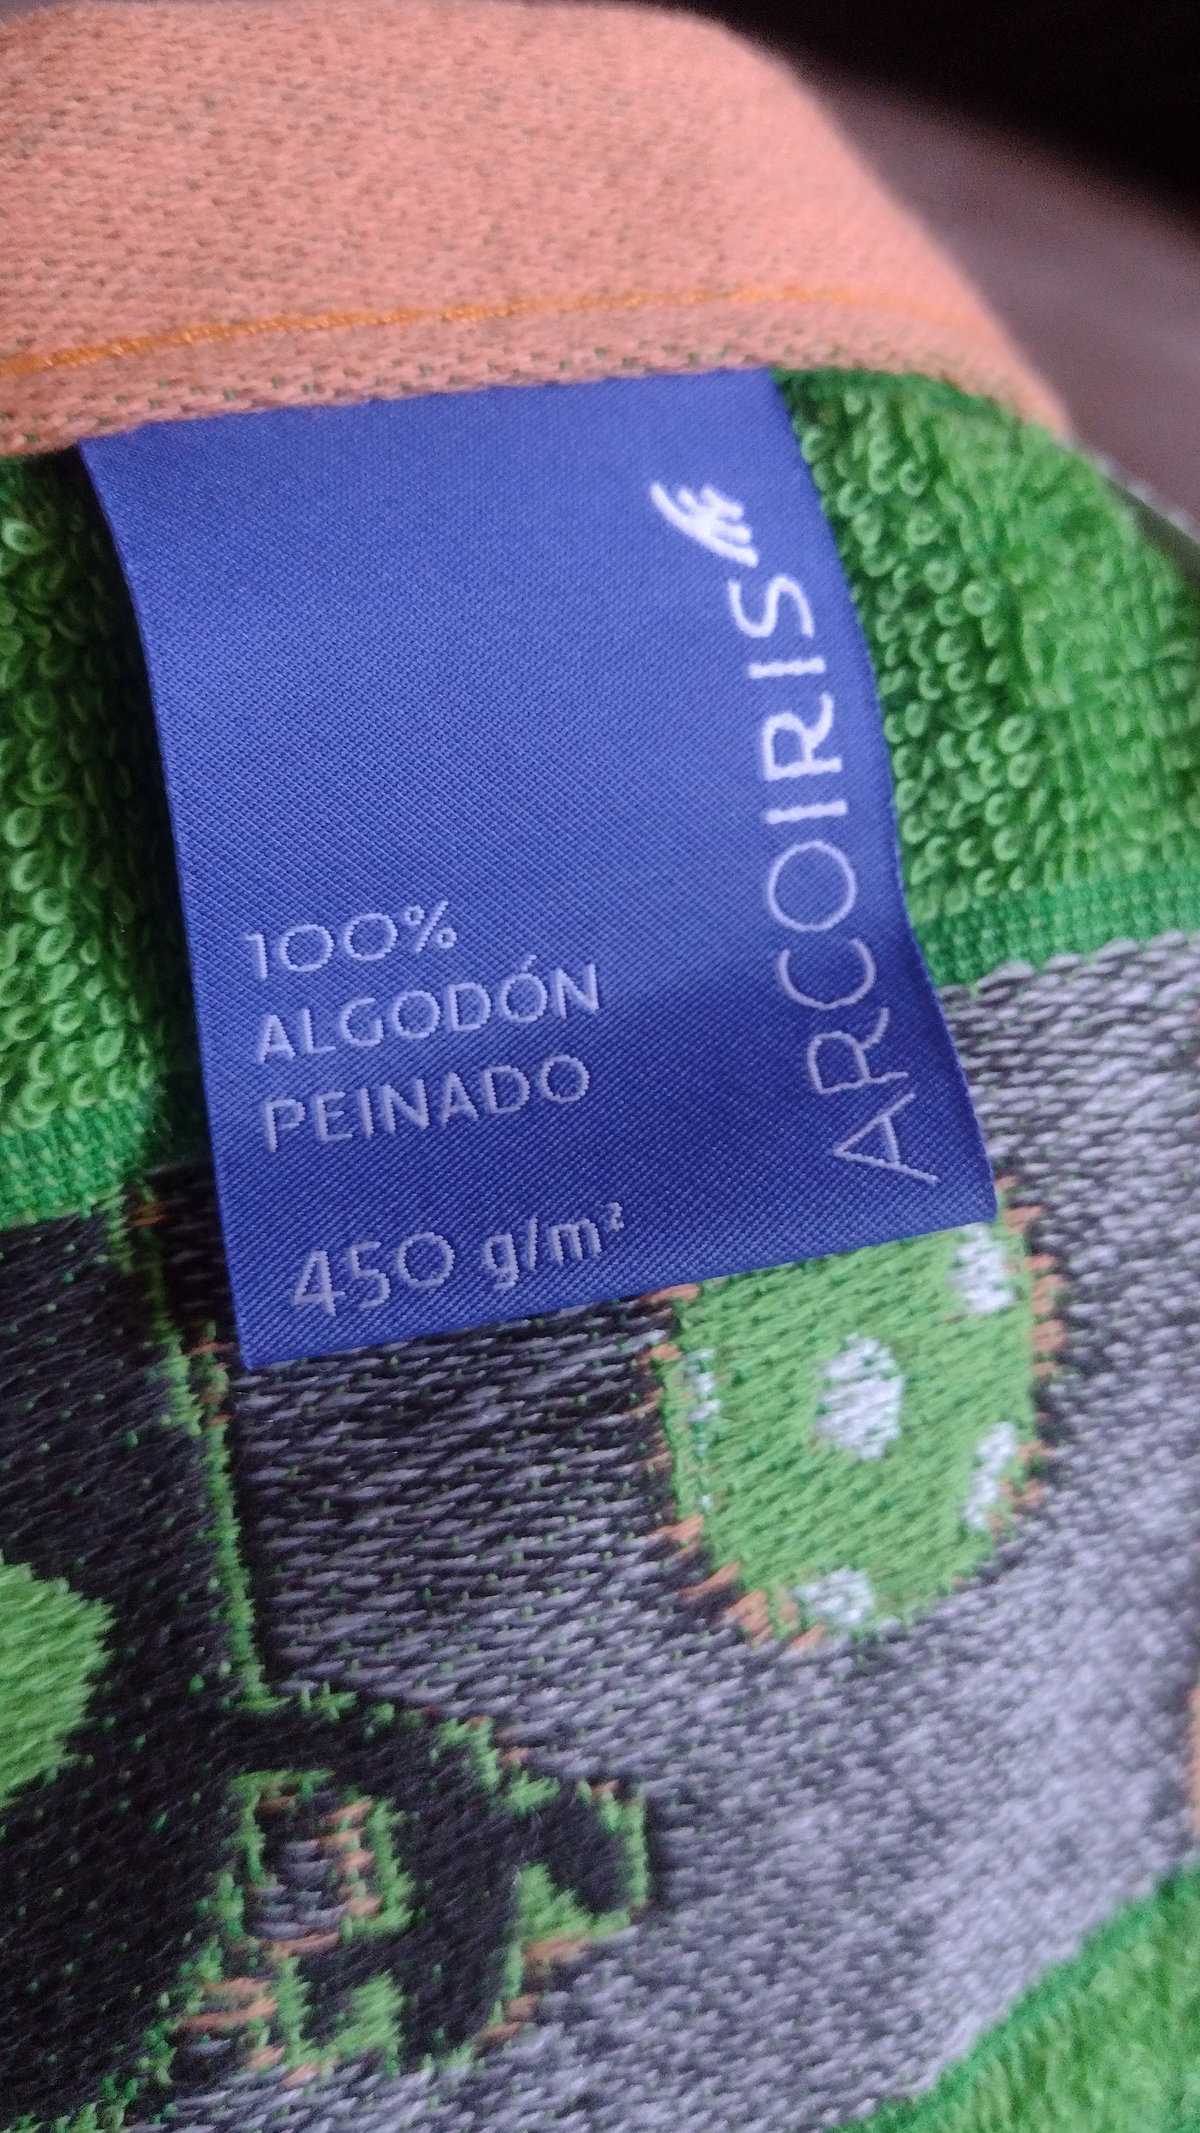 ARCOIRIS
100%
ALGODÓN
PEINADO
450 g/m²